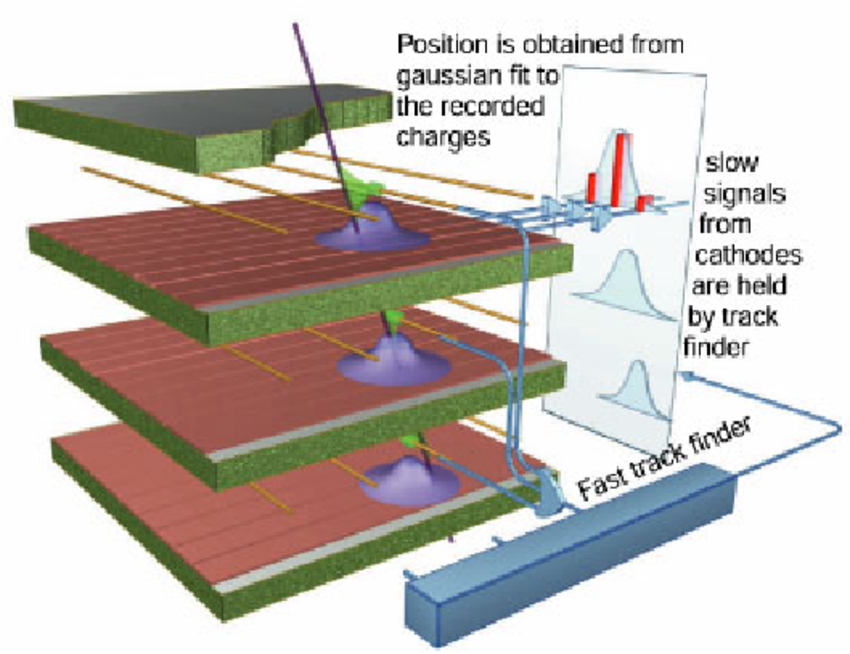 Position is obtained from
gaussian fit to
the recorded
charges
slow
signals
from
cathodes
are held
by track
finder
Fast track finder